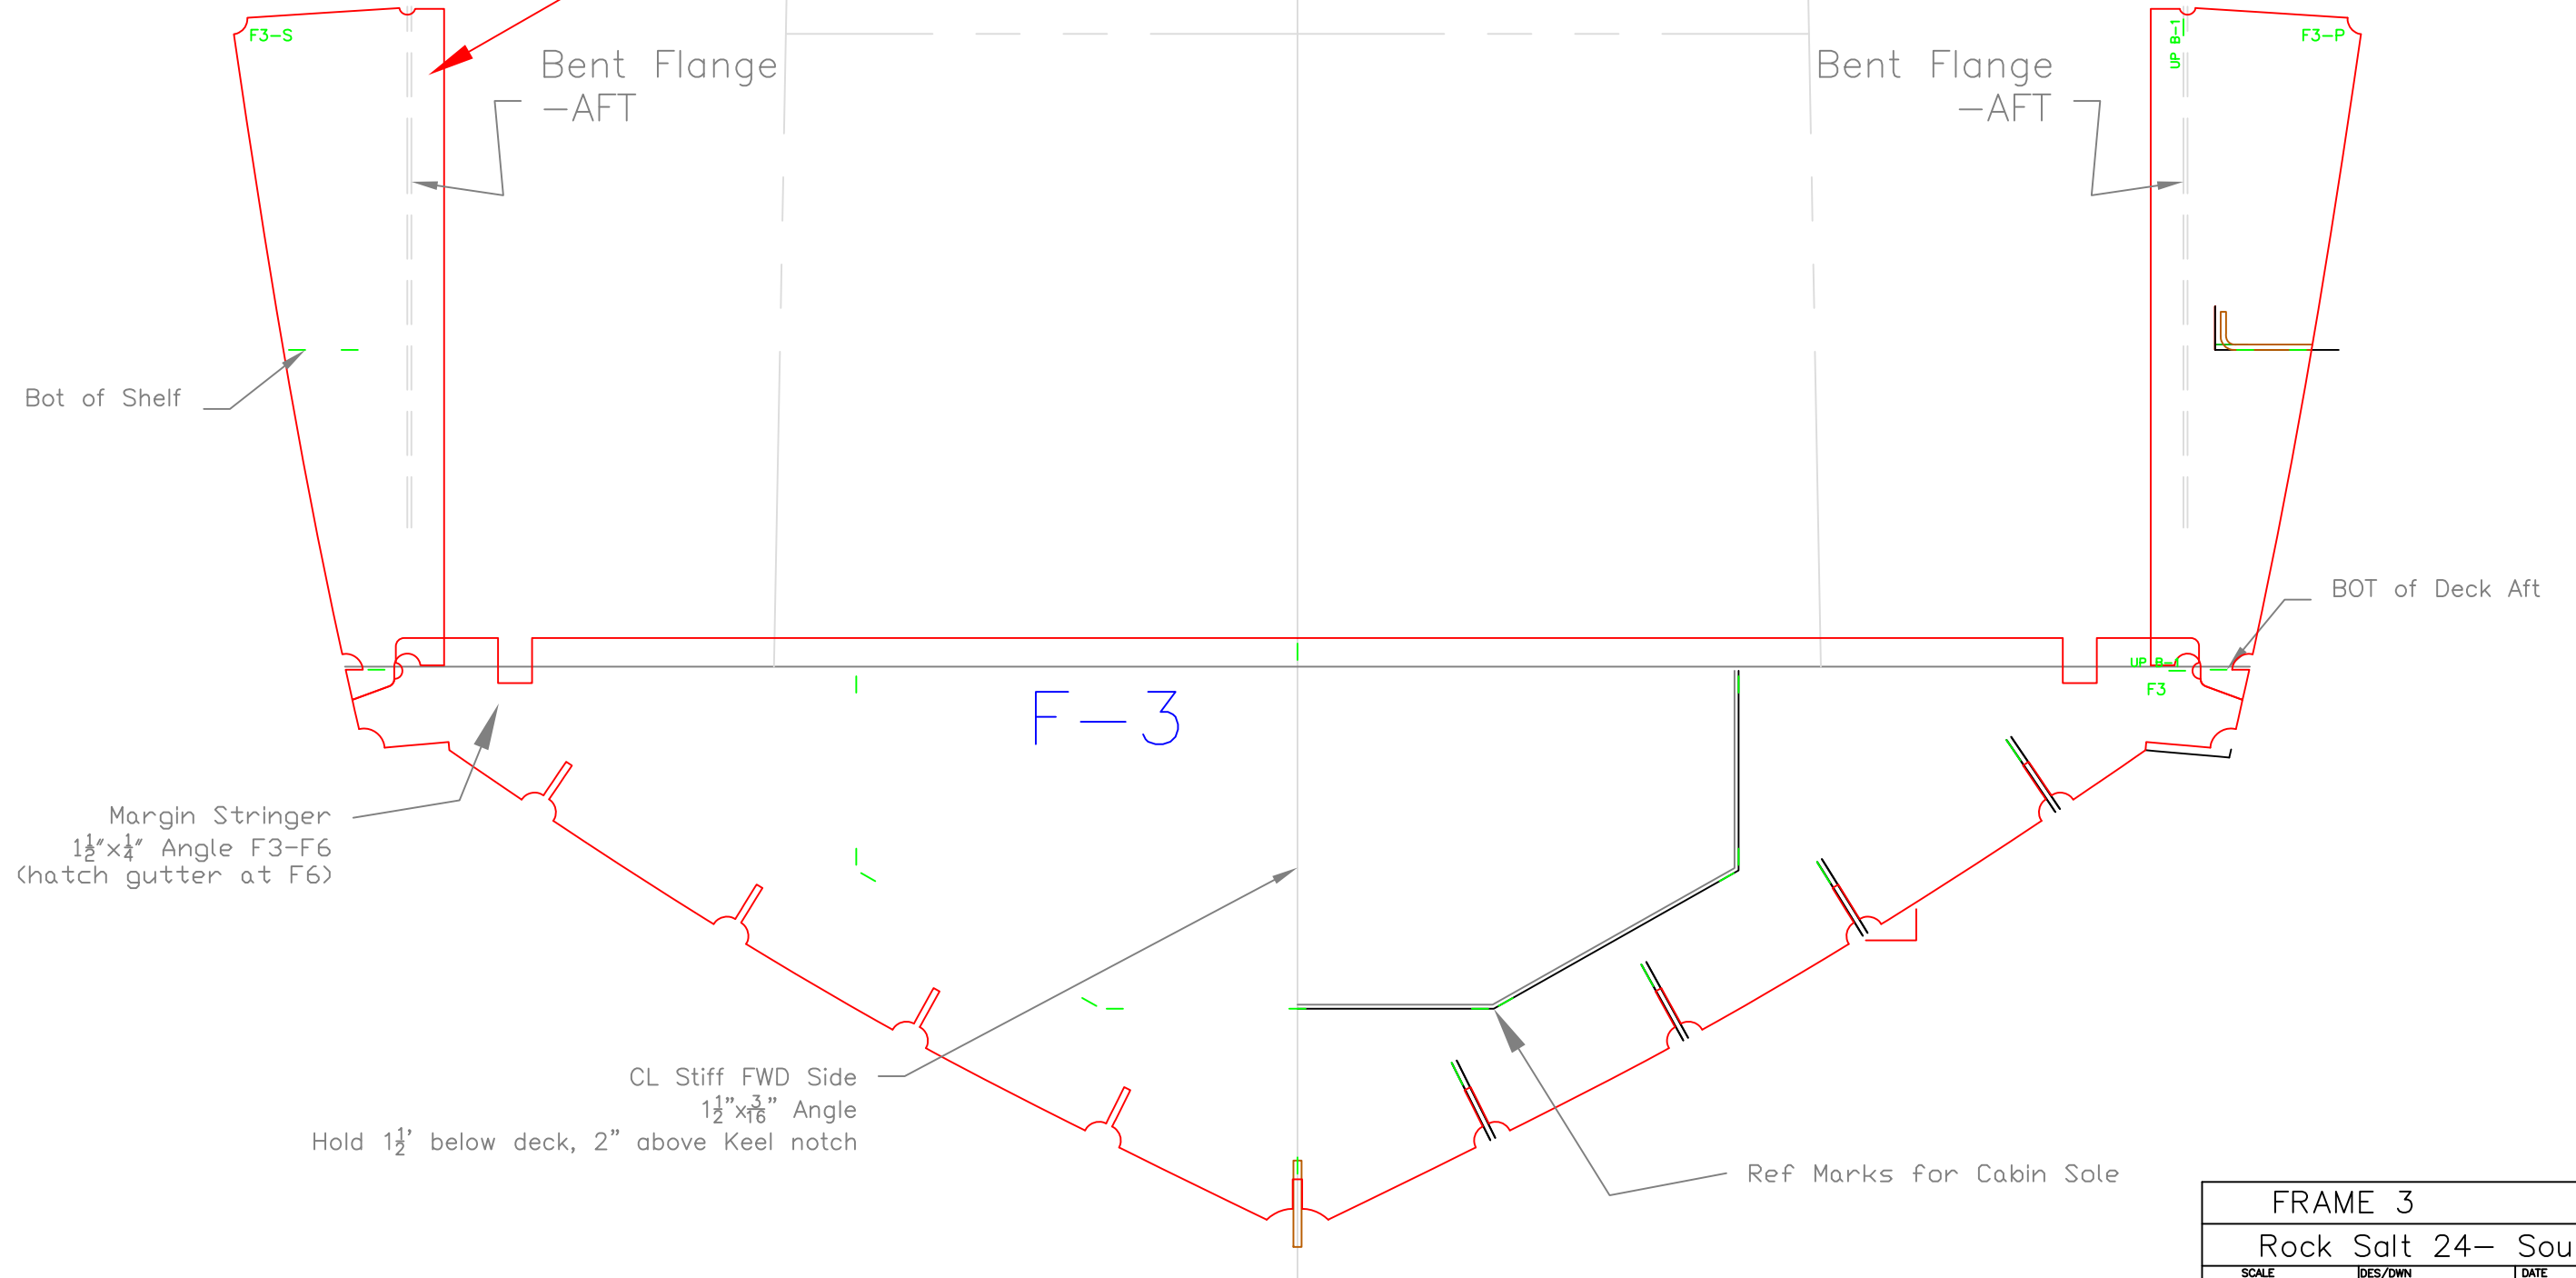 F3-S
Bent Flange
-AFT
Bent Flange
-AFT
UP B-1
F3-P
Bot of Shelf
BOT of Deck Aft
UP B-1
F3
F-3
Margin Stringer
1½"x¼" Angle F3-F6
(hatch gutter at F6)
CL Stiff FWD Side
1½"x3/16" Angle
Hold 1½' below deck, 2" above Keel notch
Ref Marks for Cabin Sole
FRAME 3
Rock Salt 24- Sou
SCALE
DES/DWN
DATE